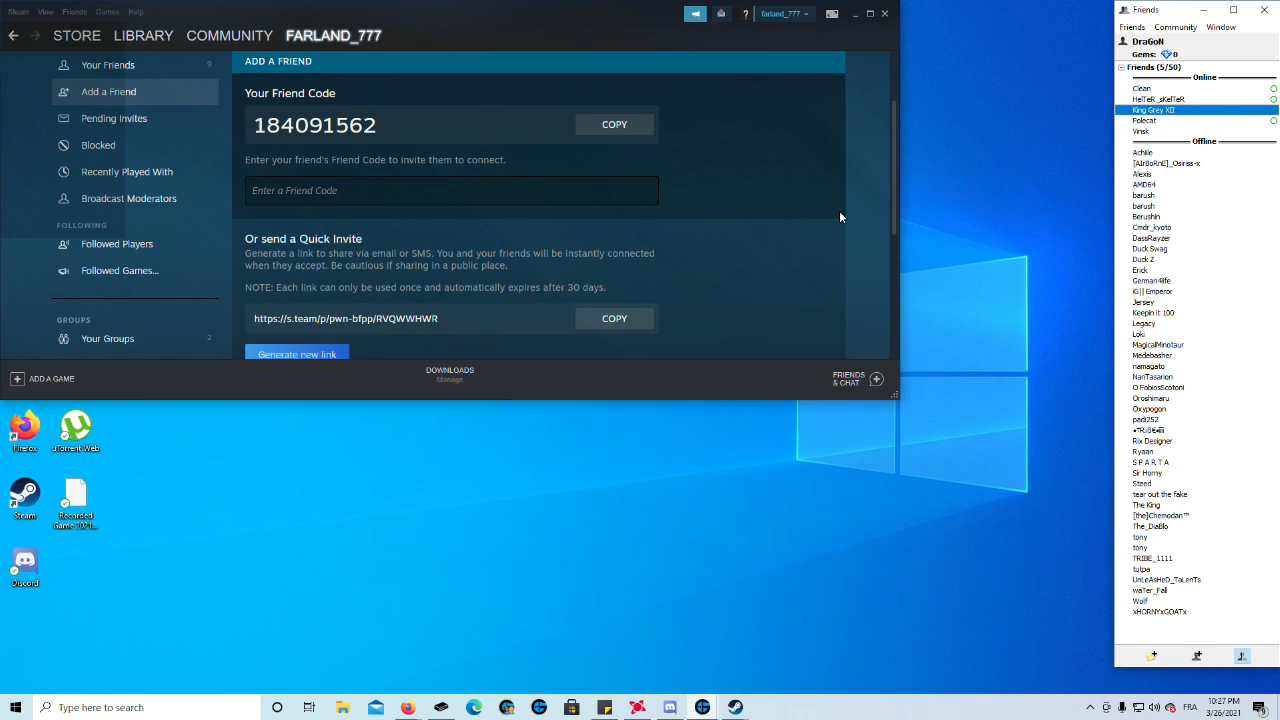 Steam View Friends Games Help
farland_777
STORE LIBRARY COMMUNITY FARLAND_777
Your Friends 9
Add a Friend
Pending Invites
Blocked
Recently Played With
Broadcast Moderators
FOLLOWING
Followed Players
Followed Games...
GROUPS
Your Groups 2
ADD A FRIEND
Your Friend Code
184091562 COPY
Enter your friend's Friend Code to invite them to connect.
Enter a Friend Code
Or send a Quick Invite
Generate a link to share via email or SMS. You and your friends will be instantly connected
when they accept. Be cautious if sharing in a public place.
NOTE: Each link can only be used once and automatically expires after 30 days.
https://s.team/p/pwn-bfpp/RVQWWHWR COPY
Generate new link
ADD A GAME
DOWNLOADS
Manage
FRIENDS
& CHAT
Firefox
uTorrent Web
Steam
Recorded
Game 2021...
Discord
Friends
Friends Community Window
DraGoN
Gems: 0
Friends (5/50)
Online
Clean
HelTeR_sKelTeR
King Grey XII
Polecat
Vinsk
Offline
Achile
[AIr8oRnE]_Osiriss-x
Alexis
AMD64
barush
barush
Berushin
Cmdr_kyoto
DassRayzer
Duck Swag
Duck Z
Erick
German4life
iG|| Emperor
Jersey
Keepin it 100
Legacy
Loki
MagicalMinotaur
Medebasher
namagato
NanTasarion
O FobiosScotoni
Oroshimaru
Oxypogon
padi252
Rix Designer
Ryaan
S P A R T A
Sir Horny
Steed
tear out the fake
The King
[the]Chemodan™
The_DiaBlo
tony
tony
TRIBE_1111
tutpa
UnLeAsHeD_TaLenTs
waTer_Fall
Wolf
xHORNYxGOATx
Type here to search
FRA
10:27 PM
3/26/2021
9